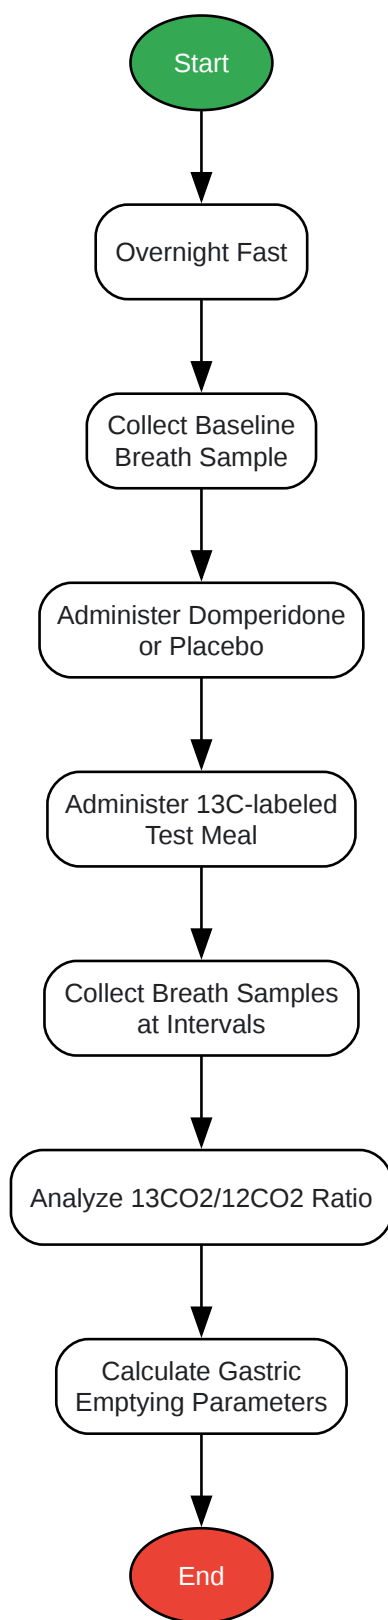 Start
Overnight Fast
Collect Baseline
Breath Sample
Administer Domperidone
or Placebo
Administer 13C-labeled
Test Meal
Collect Breath Samples
at Intervals
Analyze 13CO2/12CO2 Ratio
Calculate Gastric
Emptying Parameters
End